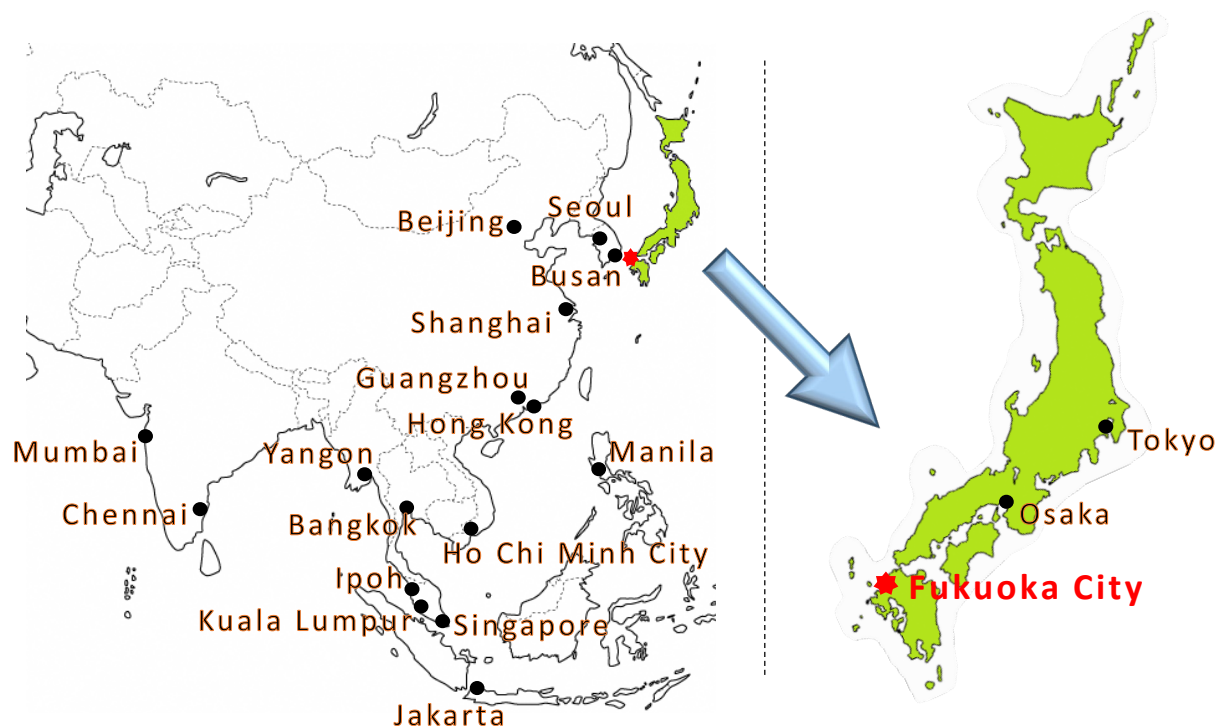 Seoul
Beijing
Busan
Shanghai
Guangzhou
Hong Kong
Mumbai
Yangon
Manila
Chennai
Bangkok
Ho Chi Minh City
Ipoh
Kuala Lumpur
Singapore
Jakarta
Tokyo
Osaka
Fukuoka City